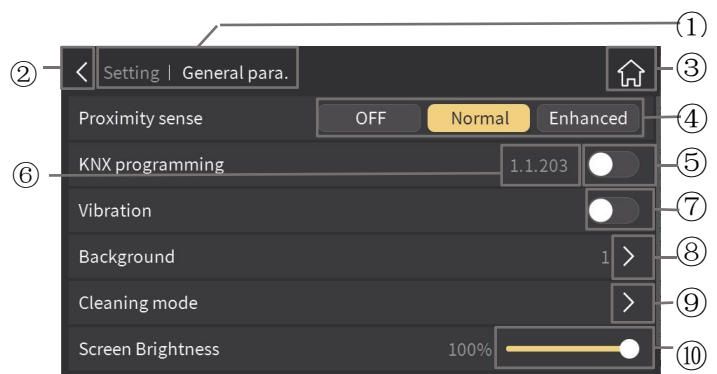 ①
② Setting | General para. ③
Proximity sense OFF Normal Enhanced ④
KNX programming 1.1.203 ⑤
⑥
Vibration ⑦
Background 1 ⑧
Cleaning mode ⑨
Screen Brightness 100% ⑩